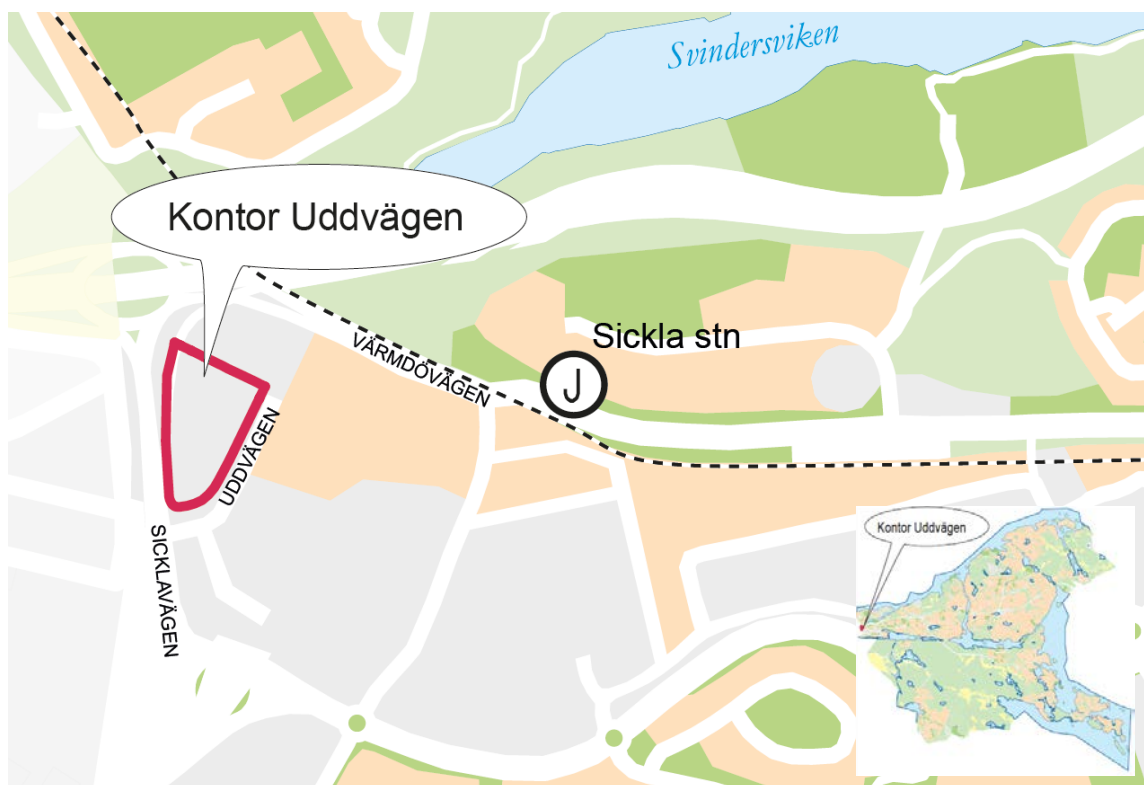 Svindersviken
Kontor Uddvägen
Sickla stn
VÄRMDÖVÄGEN
J
UDDVÄGEN
SICKLAVÄGEN
Kontor Uddvägen